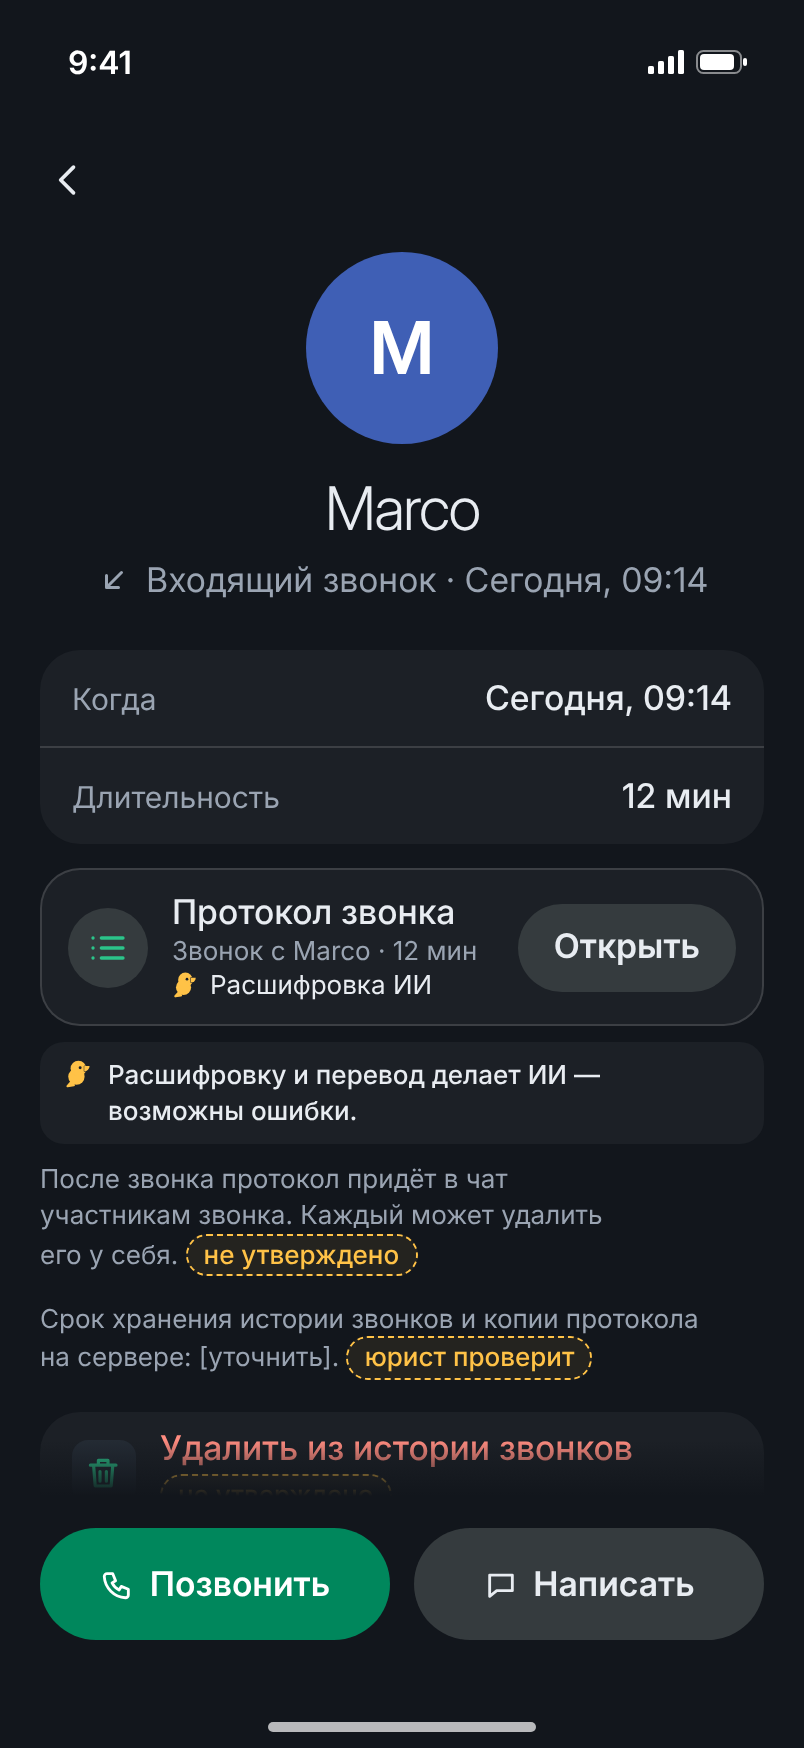 9:41
M
Marco
Входящий звонок · Сегодня, 09:14
Когда
Сегодня, 09:14
Длительность
12 мин
Протокол звонка
Звонок с Marco · 12 мин
Расшифровка ИИ
Открыть
Расшифровку и перевод делает ИИ —
возможны ошибки.
После звонка протокол придёт в чат
участникам звонка. Каждый может удалить
его у себя. не утверждено
Срок хранения истории звонков и копии протокола
на сервере: [уточнить]. юрист проверит
Удалить из истории звонков
не утверждено
Позвонить
Написать